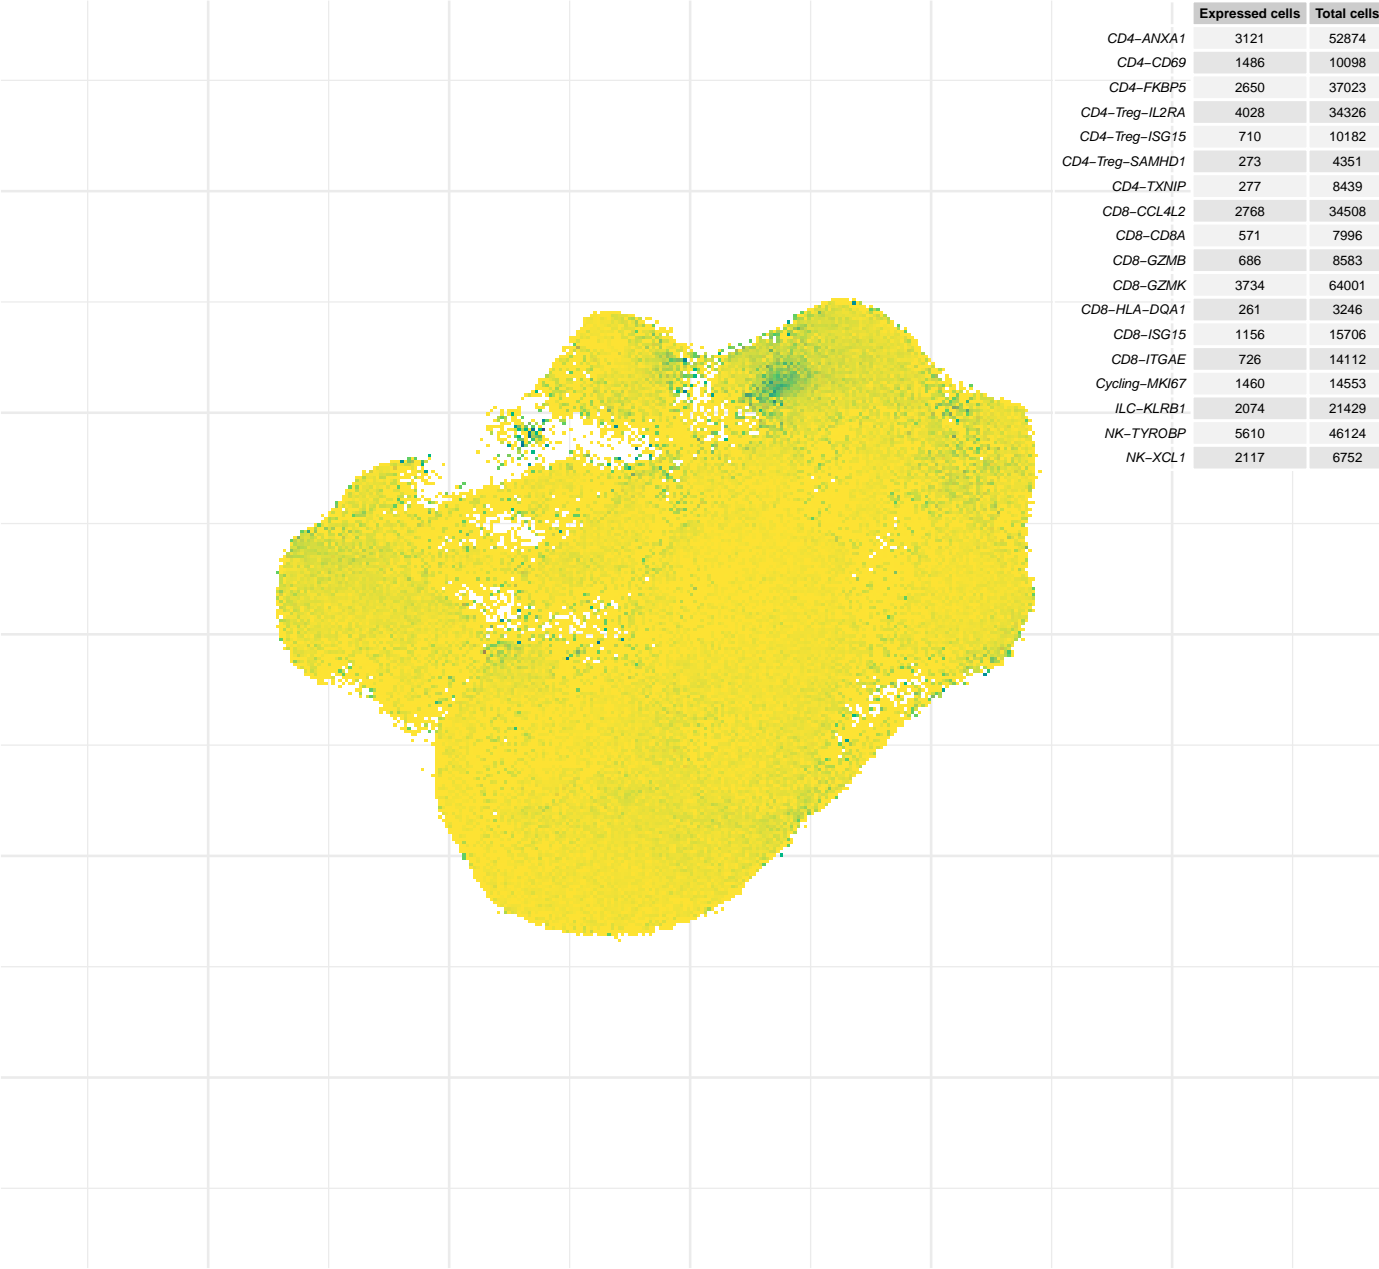 Expressed cells Total cells
CD4−ANXA1 3121 52874
CD4−CD69 1486 10098
CD4−FKBP5 2650 37023
CD4−Treg−IL2RA 4028 34326
CD4−Treg−ISG15 710 10182
CD4−Treg−SAMHD1 273 4351
CD4−TXNIP 277 8439
CD8−CCL4L2 2768 34508
CD8−CD8A 571 7996
CD8−GZMB 686 8583
CD8−GZMK 3734 64001
CD8−HLA−DQA1 261 3246
CD8−ISG15 1156 15706
CD8−ITGAE 726 14112
Cycling−MKI67 1460 14553
ILC−KLRB1 2074 21429
NK−TYROBP 5610 46124
NK−XCL1 2117 6752